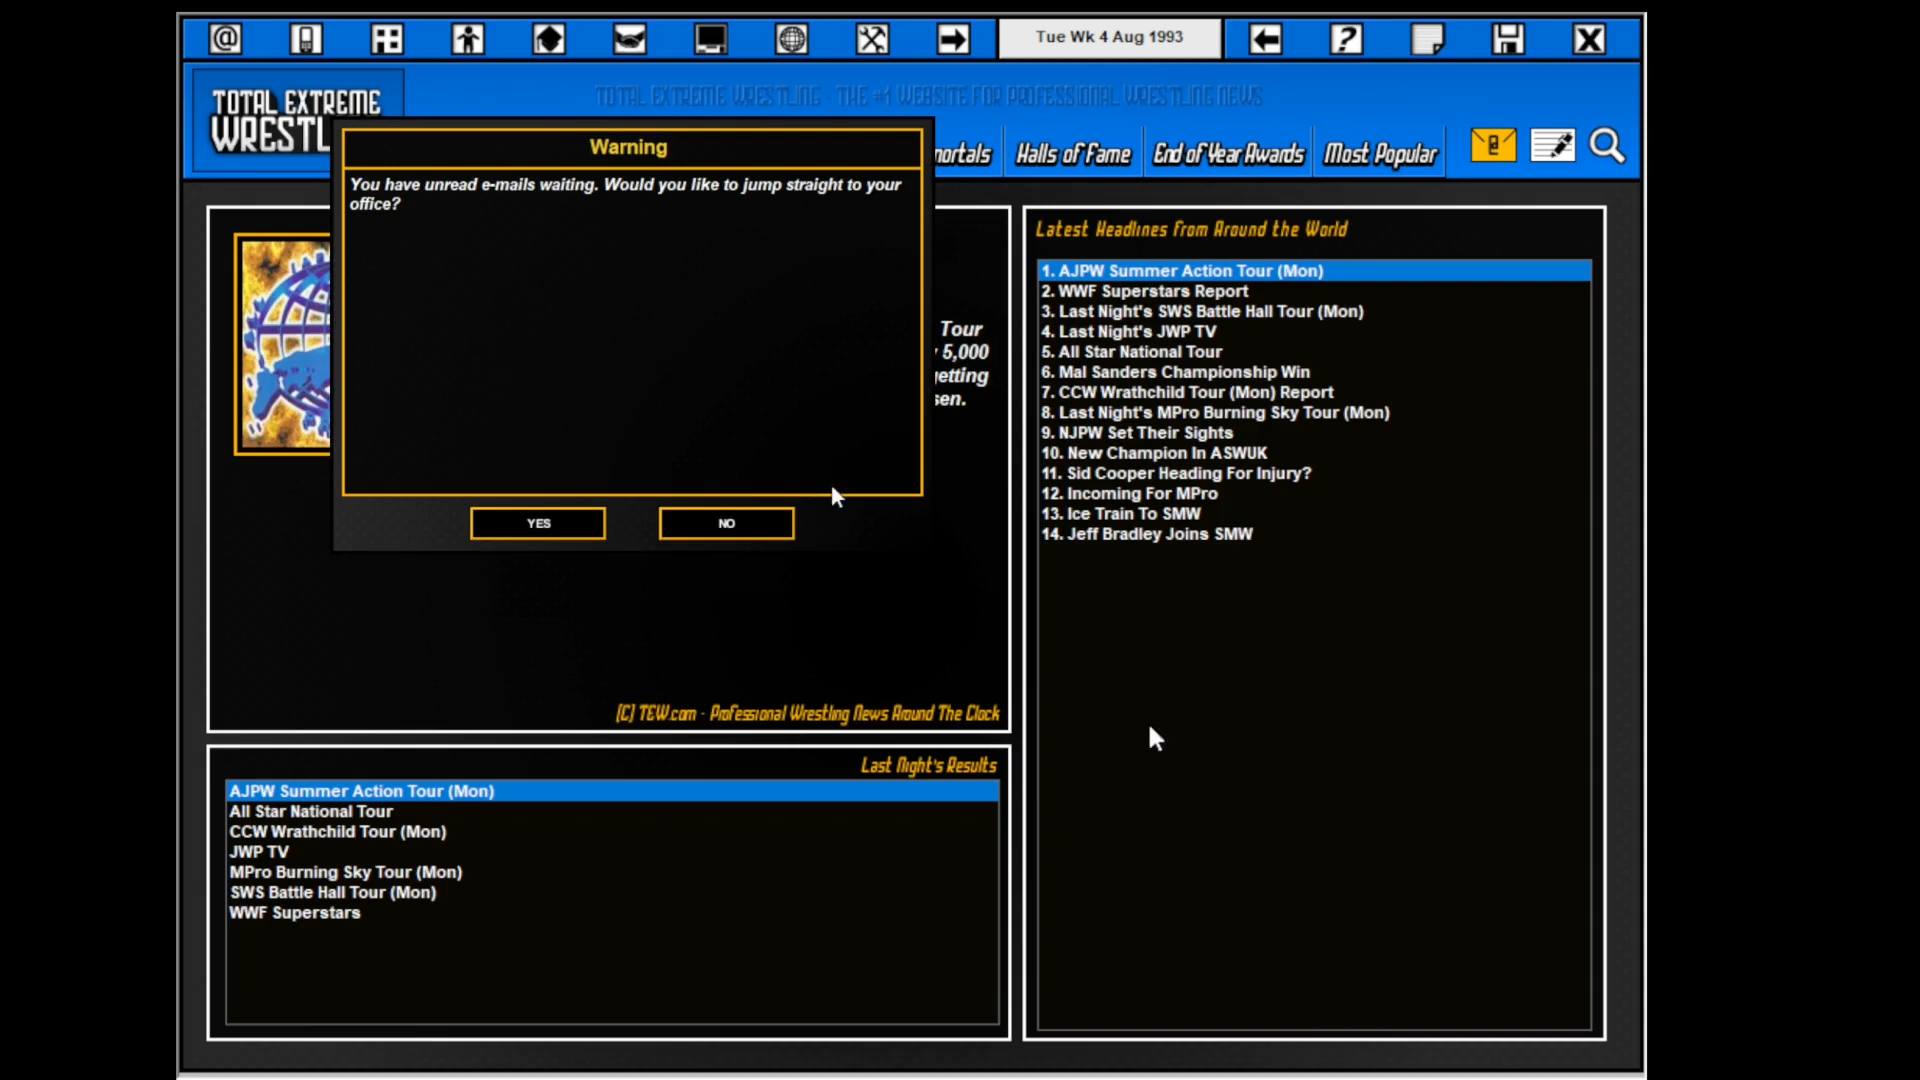 Tue Wk 4 Aug 1993
TOTAL EXTREME WRESTLING - THE #1 WEBSITE FOR PROFESSIONAL WRESTLING NEWS
TOTAL EXTREME
WRESTL
Halls of Fame
End of Year Awards
Most Popular
Warning
You have unread e-mails waiting. Would you like to jump straight to your
office?
YES
NO
Tour
5,000
(C) TEW.com - Professional Wrestling News Around The Clock
Last Night's Results
AJPW Summer Action Tour (Mon)
All Star National Tour
CCW Wrathchild Tour (Mon)
JWP TV
MPro Burning Sky Tour (Mon)
SWS Battle Hall Tour (Mon)
WWF Superstars
Latest Headlines From Around the World
1. AJPW Summer Action Tour (Mon)
2. WWF Superstars Report
3. Last Night's SWS Battle Hall Tour (Mon)
4. Last Night's JWP TV
5. All Star National Tour
6. Mal Sanders Championship Win
7. CCW Wrathchild Tour (Mon) Report
8. Last Night's MPro Burning Sky Tour (Mon)
9. NJPW Set Their Sights
10. New Champion In ASWUK
11. Sid Cooper Heading For Injury?
12. Incoming For MPro
13. Ice Train To SMW
14. Jeff Bradley Joins SMW